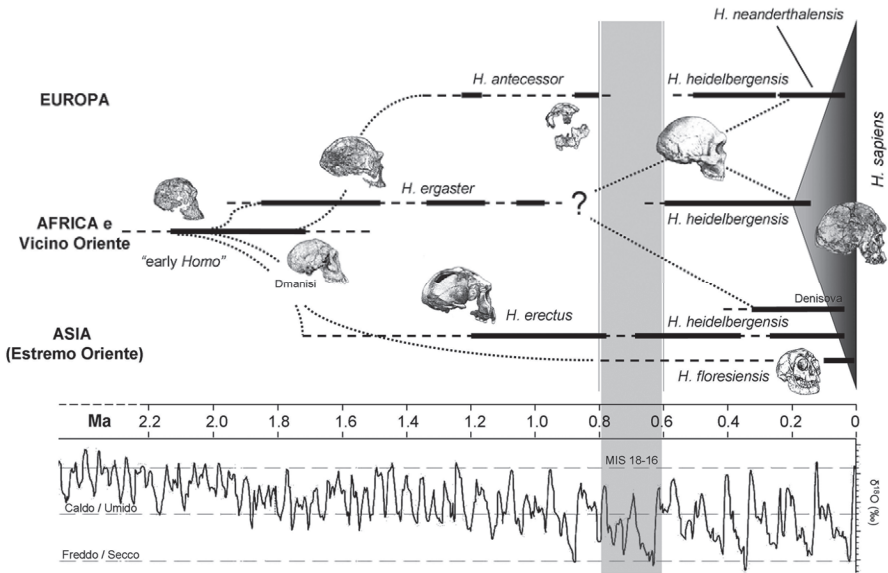 H. neanderthalensis
EUROPA
H. antecessor
H. heidelbergensis
H. sapiens
AFRICA e
Vicino Oriente
H. ergaster
?
H. heidelbergensis
"early Homo"
Dmanisi
Denisova
ASIA
(Estremo Oriente)
H. erectus
H. heidelbergensis
H. floresiensis
Ma
2.2 2.0 1.8 1.6 1.4 1.2 1.0 0.8 0.6 0.4 0.2 0
MIS 18-16
Caldo / Umido
Freddo / Secco
δ¹⁸O (‰)